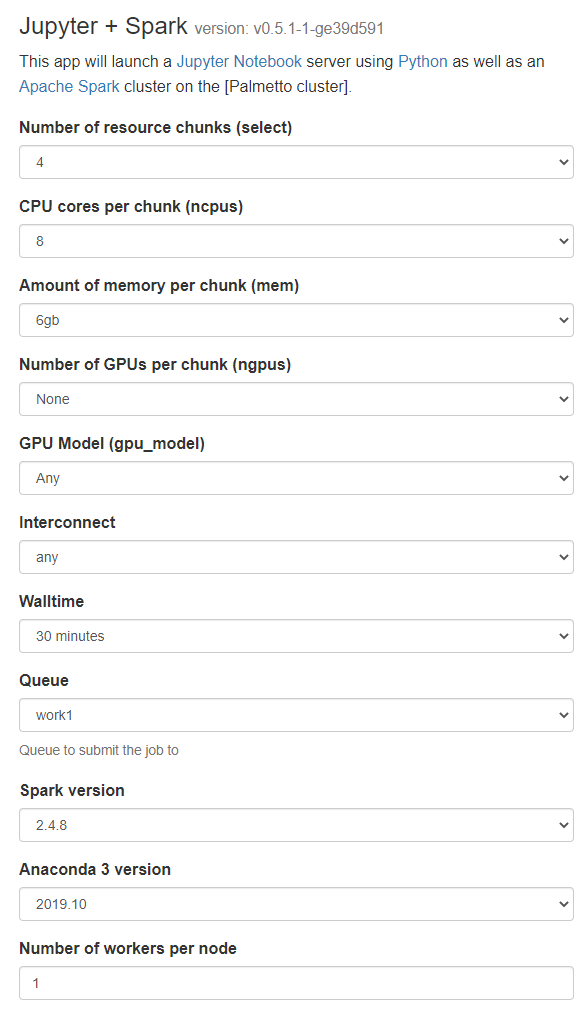 Jupyter + Spark version: v0.5.1-1-ge39d591
This app will launch a Jupyter Notebook server using Python as well as an
Apache Spark cluster on the [Palmetto cluster].
Number of resource chunks (select)
4
CPU cores per chunk (ncpus)
8
Amount of memory per chunk (mem)
6gb
Number of GPUs per chunk (ngpus)
None
GPU Model (gpu_model)
Any
Interconnect
any
Walltime
30 minutes
Queue
work1
Queue to submit the job to
Spark version
2.4.8
Anaconda 3 version
2019.10
Number of workers per node
1